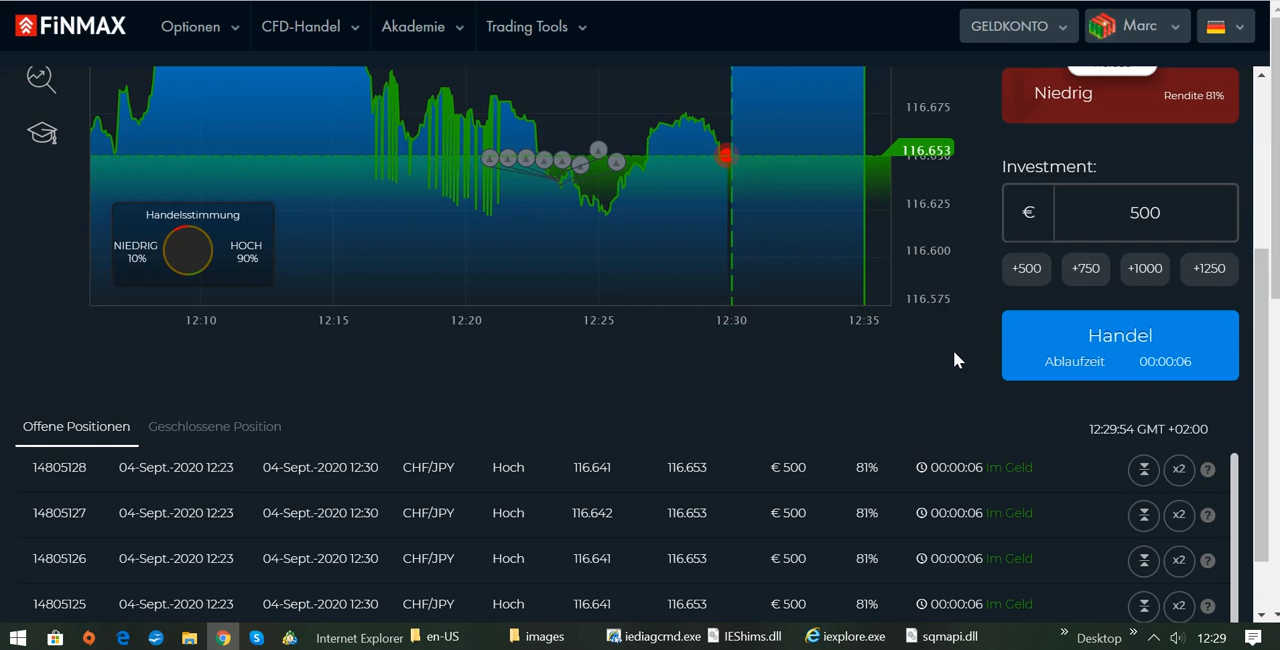 FiNMAX Optionen CFD-Handel Akademie Trading Tools GELDKONTO Marc
Niedrig Rendite 81%
116.675
116.653
116.625
116.600
116.575
Handelsstimmung
NIEDRIG HOCH
10% 90%
12:10 12:15 12:20 12:25 12:30 12:35
Investment:
€ 500
+500 +750 +1000 +1250
Handel
Ablaufzeit 00:00:06
Offene Positionen Geschlossene Position 12:29:54 GMT +02:00
14805128 04-Sept.-2020 12:23 04-Sept.-2020 12:30 CHF/JPY Hoch 116.641 116.653 € 500 81% 00:00:06 Im Geld x2 ?
14805127 04-Sept.-2020 12:23 04-Sept.-2020 12:30 CHF/JPY Hoch 116.642 116.653 € 500 81% 00:00:06 Im Geld x2 ?
14805126 04-Sept.-2020 12:23 04-Sept.-2020 12:30 CHF/JPY Hoch 116.641 116.653 € 500 81% 00:00:06 Im Geld x2 ?
14805125 04-Sept.-2020 12:23 04-Sept.-2020 12:30 CHF/JPY Hoch 116.641 116.653 € 500 81% 00:00:06 Im Geld x2 ?
Internet Explorer en-US images iediagcmd.exe IEShims.dll iexplore.exe sqmapi.dll » Desktop » 12:29